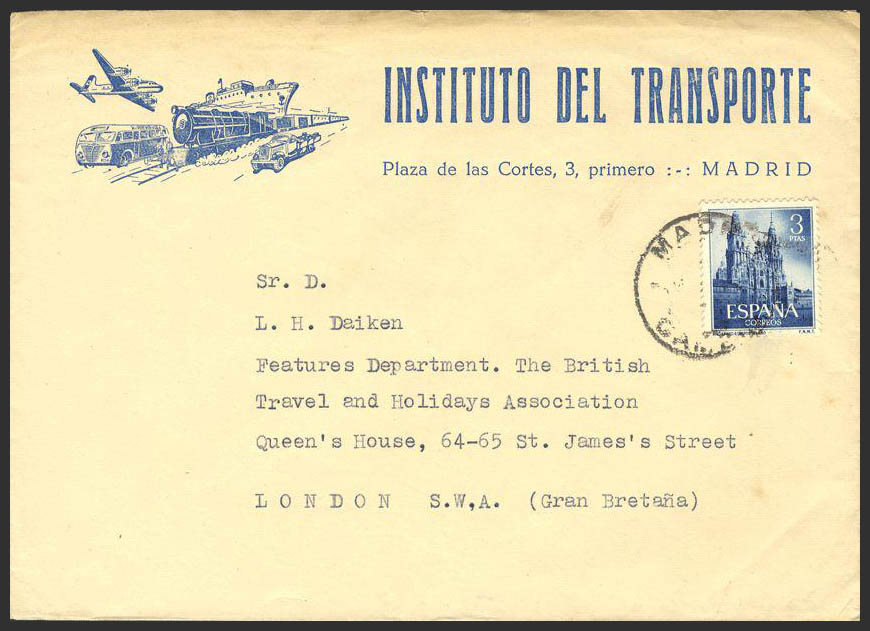 INSTITUTO DEL TRANSPORTE
Plaza de las Cortes, 3, primero :-: MADRID
3
PTAS
ESPAÑA
CORREOS
F.N.M.T.
Sr. D.
L. H. Daiken
Features Department. The British
Travel and Holidays Association
Queen's House, 64-65 St. James's Street
LONDON S.W,A. (Gran Bretaña)